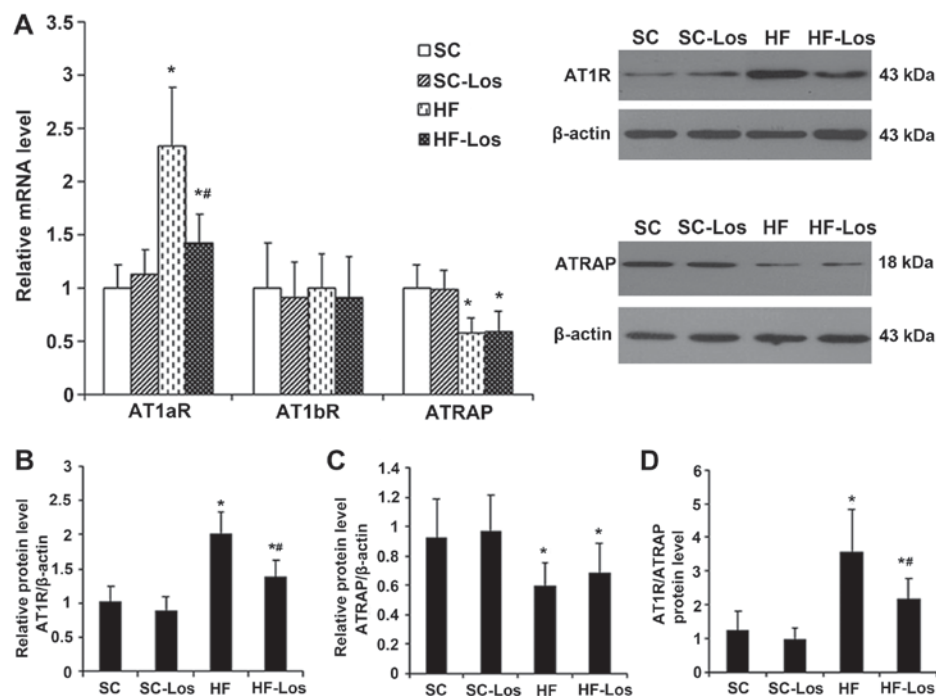 A
Relative mRNA level
3.5
3
2.5
2
1.5
1
0.5
0
*
*#
*
*
AT1aR
AT1bR
ATRAP
SC
SC-Los
HF
HF-Los
SC SC-Los HF HF-Los
AT1R 43 kDa
β-actin 43 kDa
SC SC-Los HF HF-Los
ATRAP 18 kDa
β-actin 43 kDa
B
Relative protein level
AT1R/β-actin
3
2.5
2
1.5
1
0.5
0
*
*#
SC SC-Los HF HF-Los
C
Relative protein level
ATRAP/β-actin
1.4
1.2
1
0.8
0.6
0.4
0.2
0
*
*
SC SC-Los HF HF-Los
D
AT1R/ATRAP
protein level
6
5
4
3
2
1
0
*
*#
SC SC-Los HF HF-Los